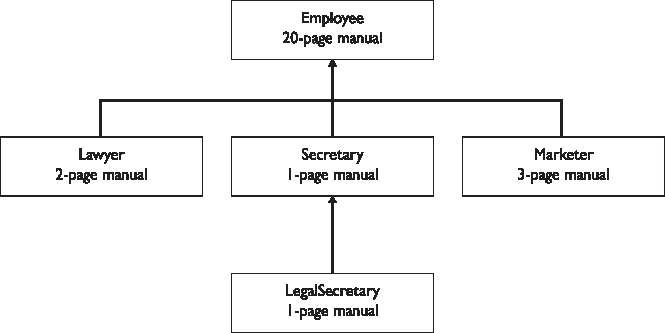 Employee
20-page manual
Lawyer
2-page manual
Secretary
1-page manual
Marketer
3-page manual
LegalSecretary
1-page manual